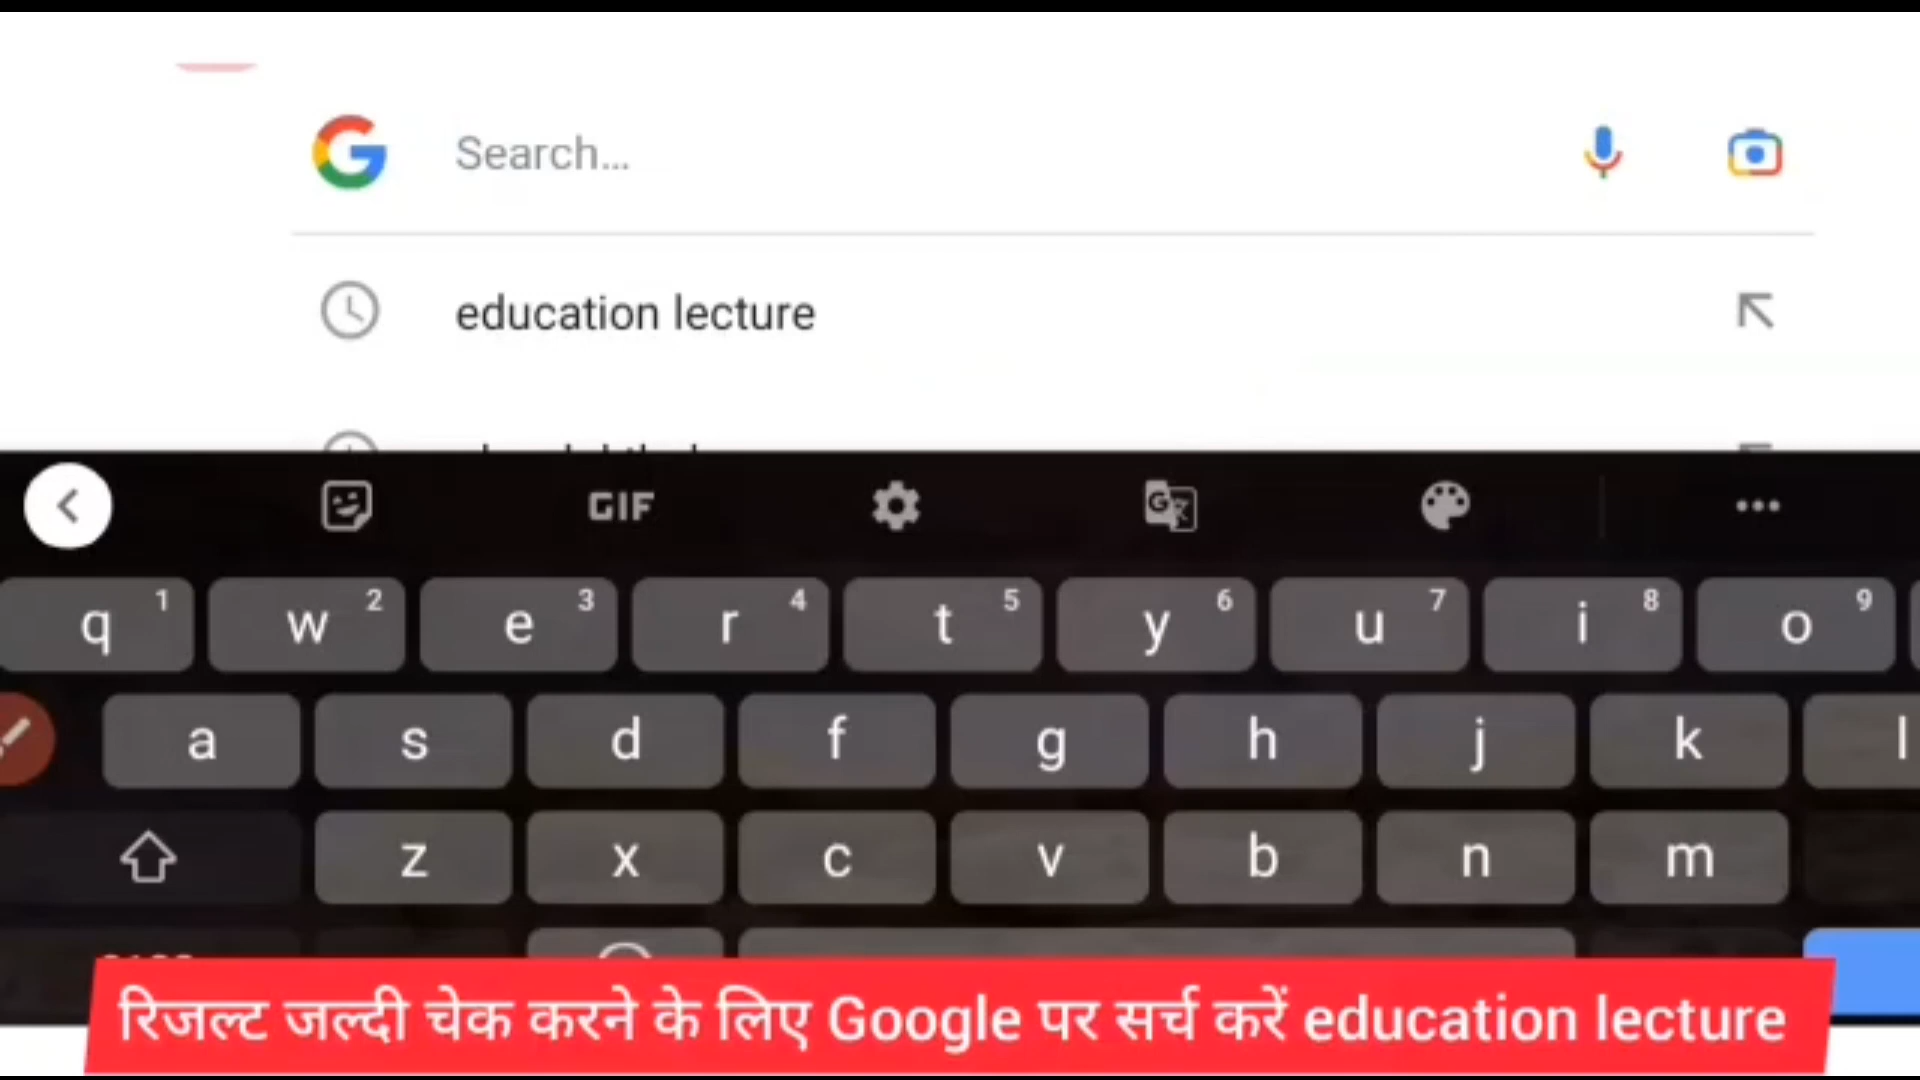 Search...
education lecture
GIF
q 1 w 2 e 3 r 4 t 5 y 6 u 7 i 8 o 9
a s d f g h j k l
z x c v b n m
रिजल्ट जल्दी चेक करने के लिए Google पर सर्च करें education lecture